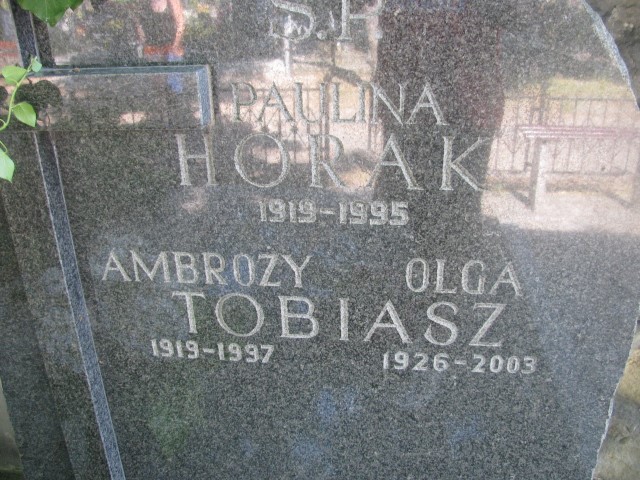 Ś.P.
PAULINA
HORAK
1919-1995
AMBROZY OLGA
TOBIASZ
1919-1997 1926-2003